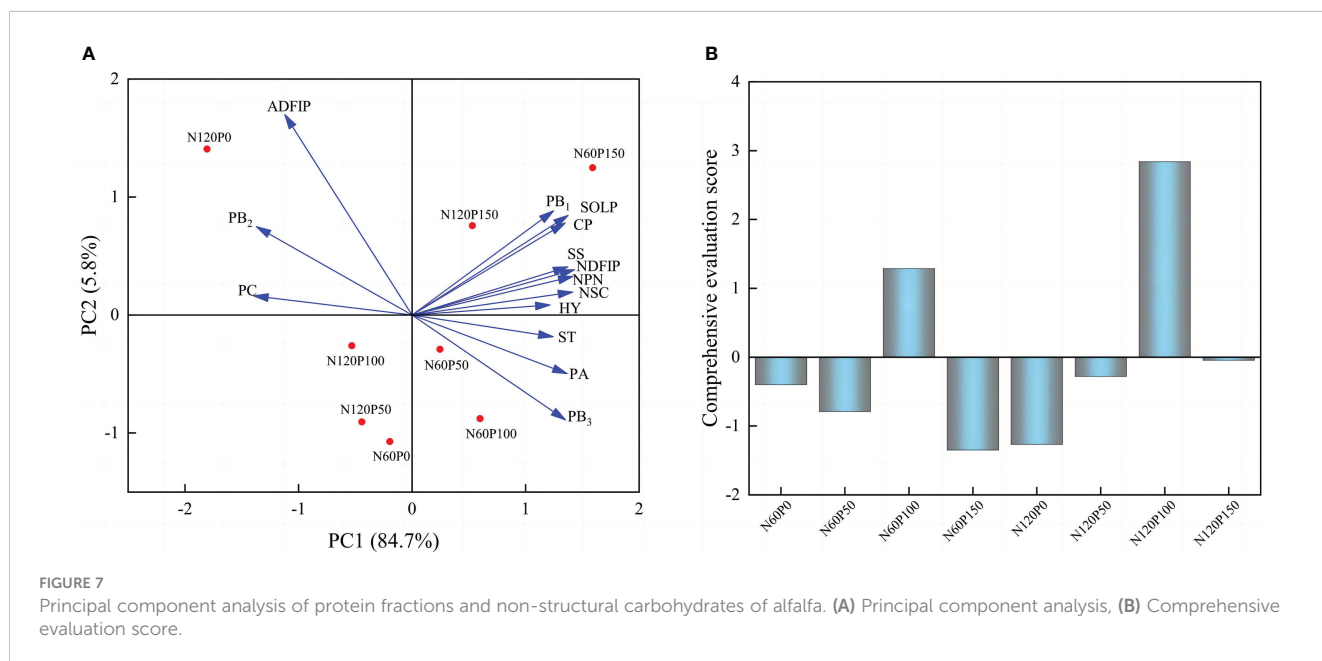 A
PC2 (5.8%)
2
1
0
-1
-2
-1
0
1
2
PC1 (84.7%)
ADFIP
N120P0
N60P150
PB1
SOLP
N120P150
CP
PB2
SS
NDFIP
NPN
PC
NSC
HY
ST
N120P100
N60P50
PA
PB3
N120P50
N60P100
N60P0
B
Comprehensive evaluation score
4
3
2
1
0
-1
-2
N60P0
N60P50
N60P100
N60P150
N120P0
N120P50
N120P100
N120P150
FIGURE 7
Principal component analysis of protein fractions and non-structural carbohydrates of alfalfa. (A) Principal component analysis, (B) Comprehensive
evaluation score.